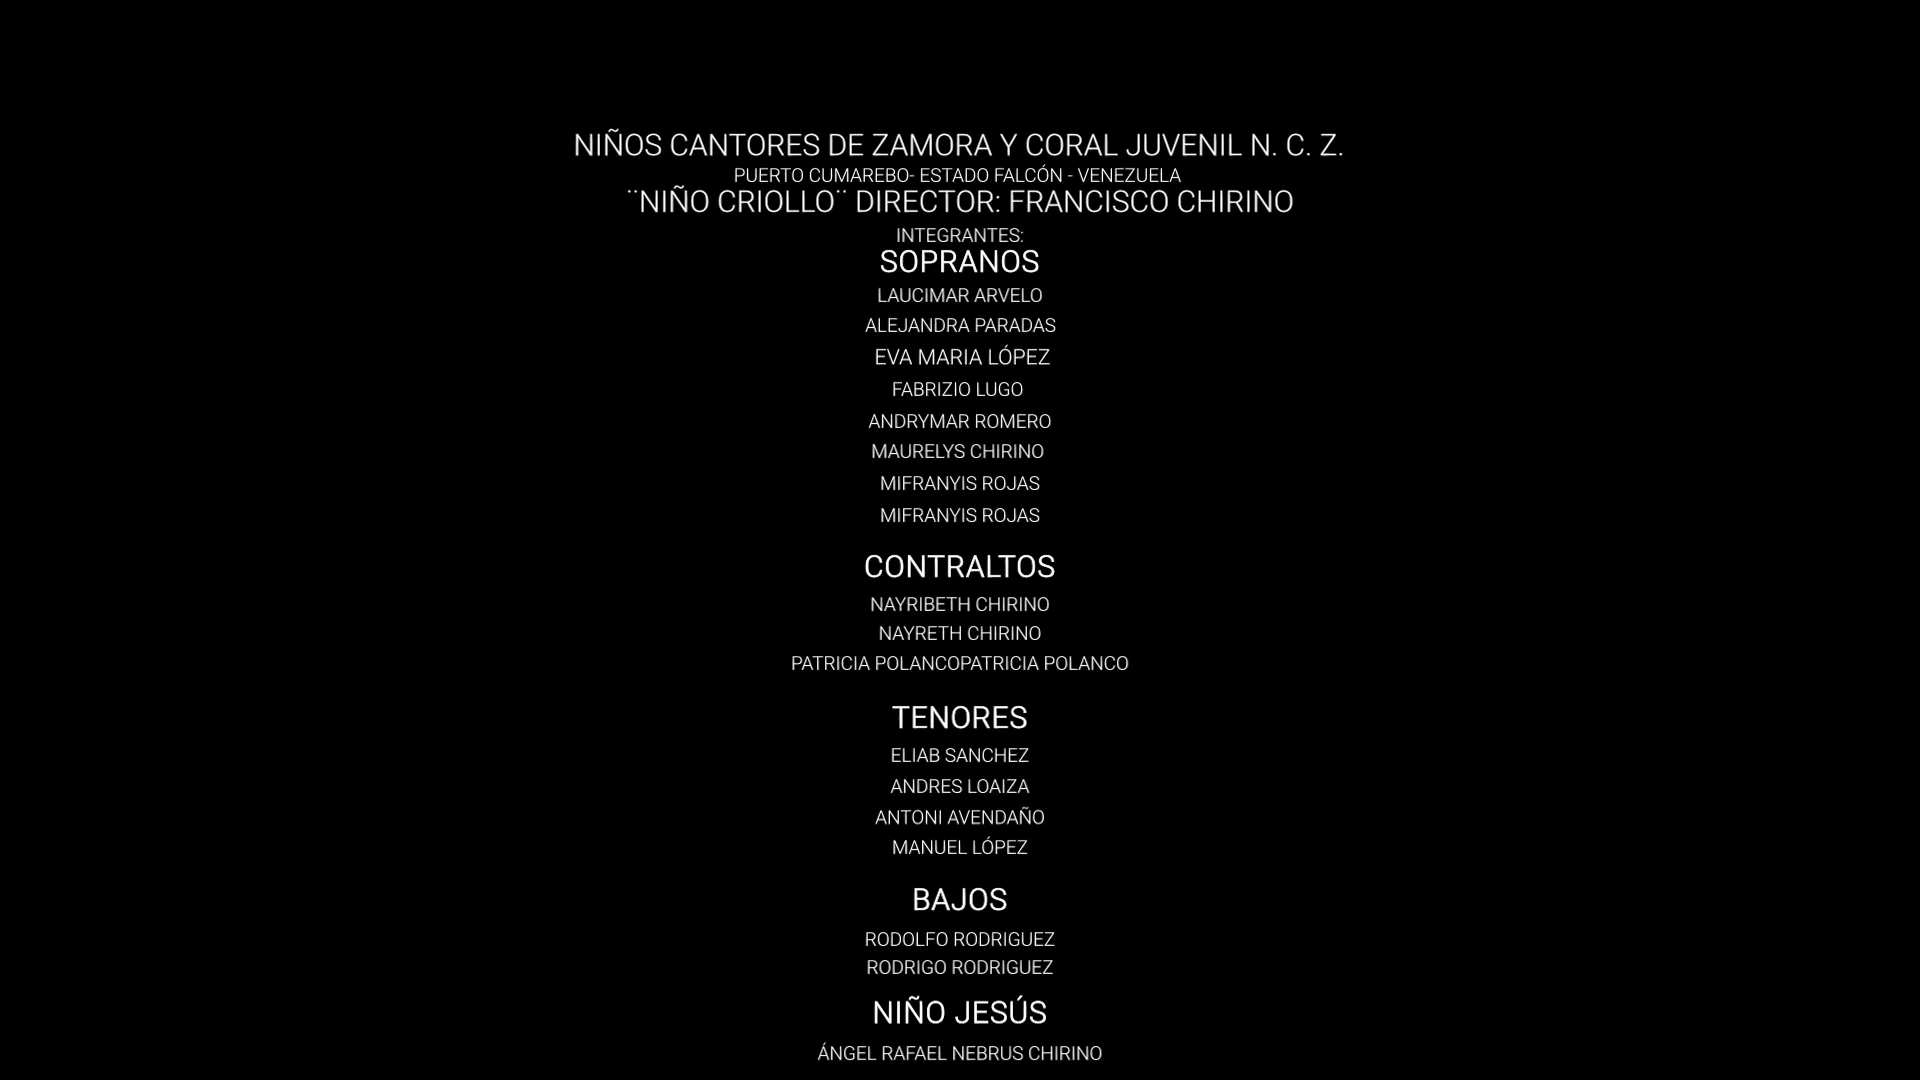 NIÑOS CANTORES DE ZAMORA Y CORAL JUVENIL N. C. Z.
PUERTO CUMAREBO- ESTADO FALCÓN - VENEZUELA
¨NIÑO CRIOLLO¨ DIRECTOR: FRANCISCO CHIRINO
INTEGRANTES:
SOPRANOS
LAUCIMAR ARVELO
ALEJANDRA PARADAS
EVA MARIA LÓPEZ
FABRIZIO LUGO
ANDRYMAR ROMERO
MAURELYS CHIRINO
MIFRANYIS ROJAS
MIFRANYIS ROJAS
CONTRALTOS
NAYRIBETH CHIRINO
NAYRETH CHIRINO
PATRICIA POLANCOPATRICIA POLANCO
TENORES
ELIAB SANCHEZ
ANDRES LOAIZA
ANTONI AVENDAÑO
MANUEL LÓPEZ
BAJOS
RODOLFO RODRIGUEZ
RODRIGO RODRIGUEZ
NIÑO JESÚS
ÁNGEL RAFAEL NEBRUS CHIRINO